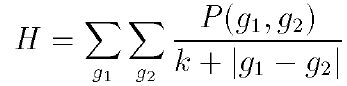 H = \sum_{g_1} \sum_{g_2} \frac{P(g_1, g_2)}{k + |g_1 - g_2|}